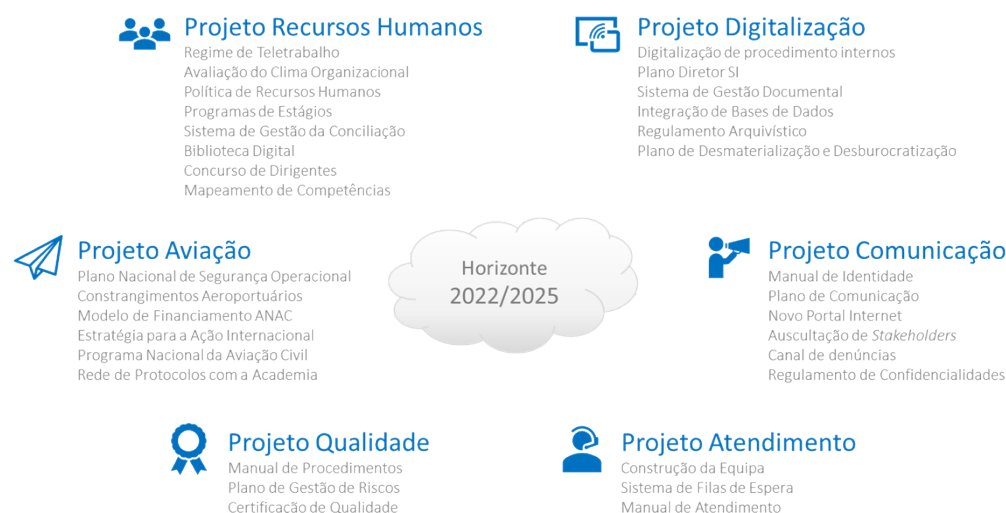 Projeto Recursos Humanos
Regime de Teletrabalho
Avaliação do Clima Organizacional
Política de Recursos Humanos
Programas de Estágios
Sistema de Gestão da Conciliação
Biblioteca Digital
Concurso de Dirigentes
Mapeamento de Competências
Projeto Digitalização
Digitalização de procedimento internos
Plano Diretor SI
Sistema de Gestão Documental
Integração de Bases de Dados
Regulamento Arquivístico
Plano de Desmaterialização e Desburocratização
Projeto Aviação
Plano Nacional de Segurança Operacional
Constrangimentos Aeroportuários
Modelo de Financiamento ANAC
Estratégia para a Ação Internacional
Programa Nacional da Aviação Civil
Rede de Protocolos com a Academia
Horizonte
2022/2025
Projeto Comunicação
Manual de Identidade
Plano de Comunicação
Novo Portal Internet
Auscultação de Stakeholders
Canal de denúncias
Regulamento de Confidencialidades
Projeto Qualidade
Manual de Procedimentos
Plano de Gestão de Riscos
Certificação de Qualidade
Projeto Atendimento
Construção da Equipa
Sistema de Filas de Espera
Manual de Atendimento